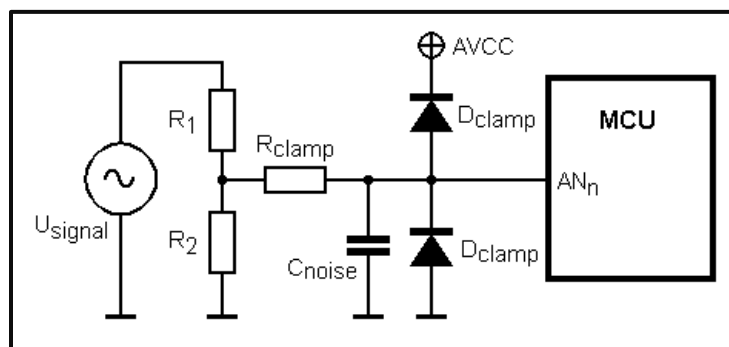 AVCC
R1
Dclamp
MCU
Rclamp
ANn
Usignal
R2
Cnoise
Dclamp